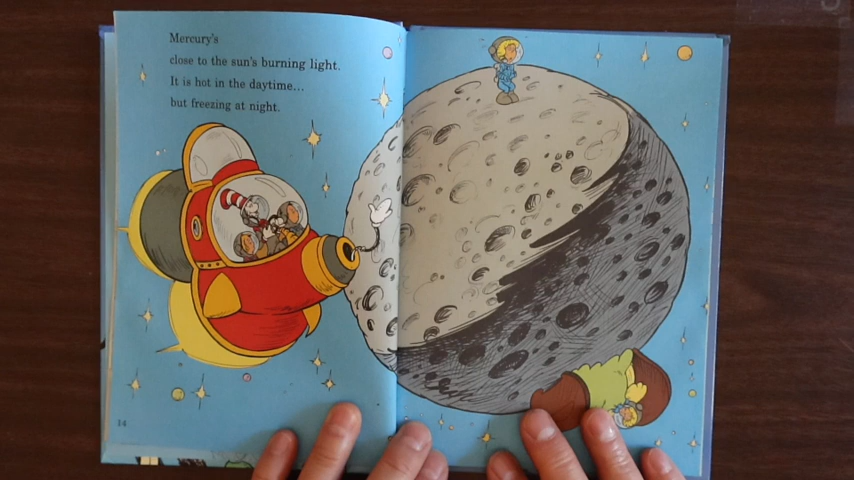 Mercury's
close to the sun's burning light.
It is hot in the daytime...
but freezing at night.
14